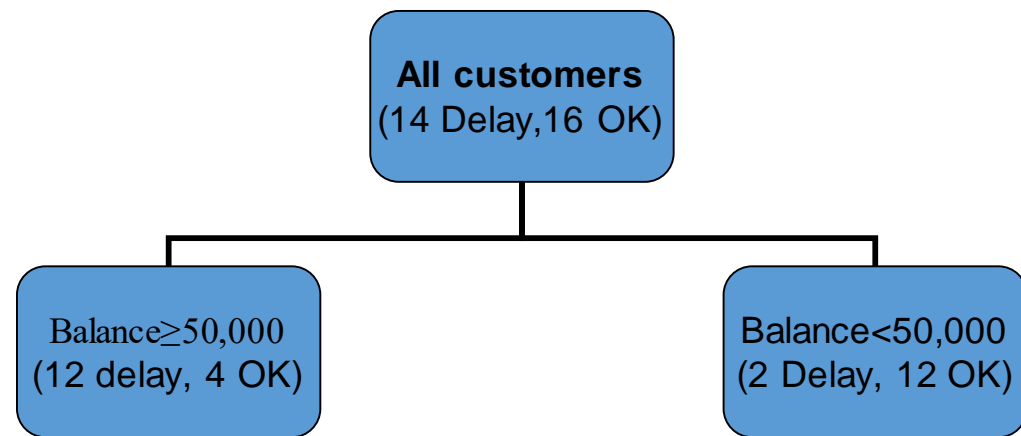 All customers
(14 Delay,16 OK)
Balance≥50,000
(12 delay, 4 OK)
Balance<50,000
(2 Delay, 12 OK)